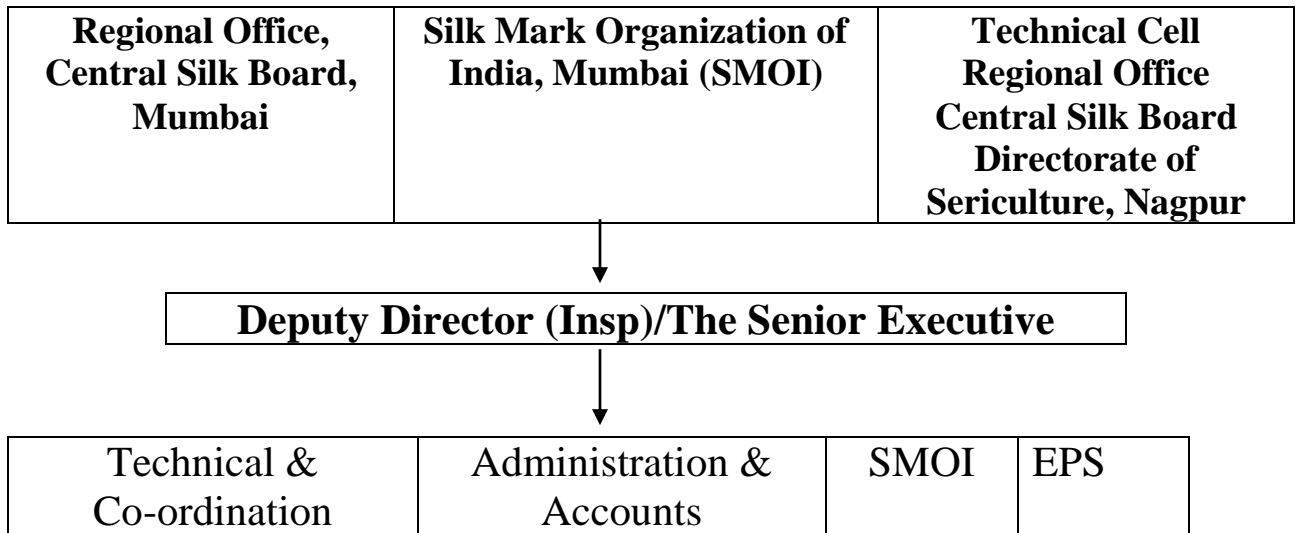 Regional Office,
Central Silk Board,
Mumbai
Silk Mark Organization of
India, Mumbai (SMOI)
Technical Cell
Regional Office
Central Silk Board
Directorate of
Sericulture, Nagpur
Deputy Director (Insp)/The Senior Executive
Technical &
Co-ordination
Administration &
Accounts
SMOI
EPS